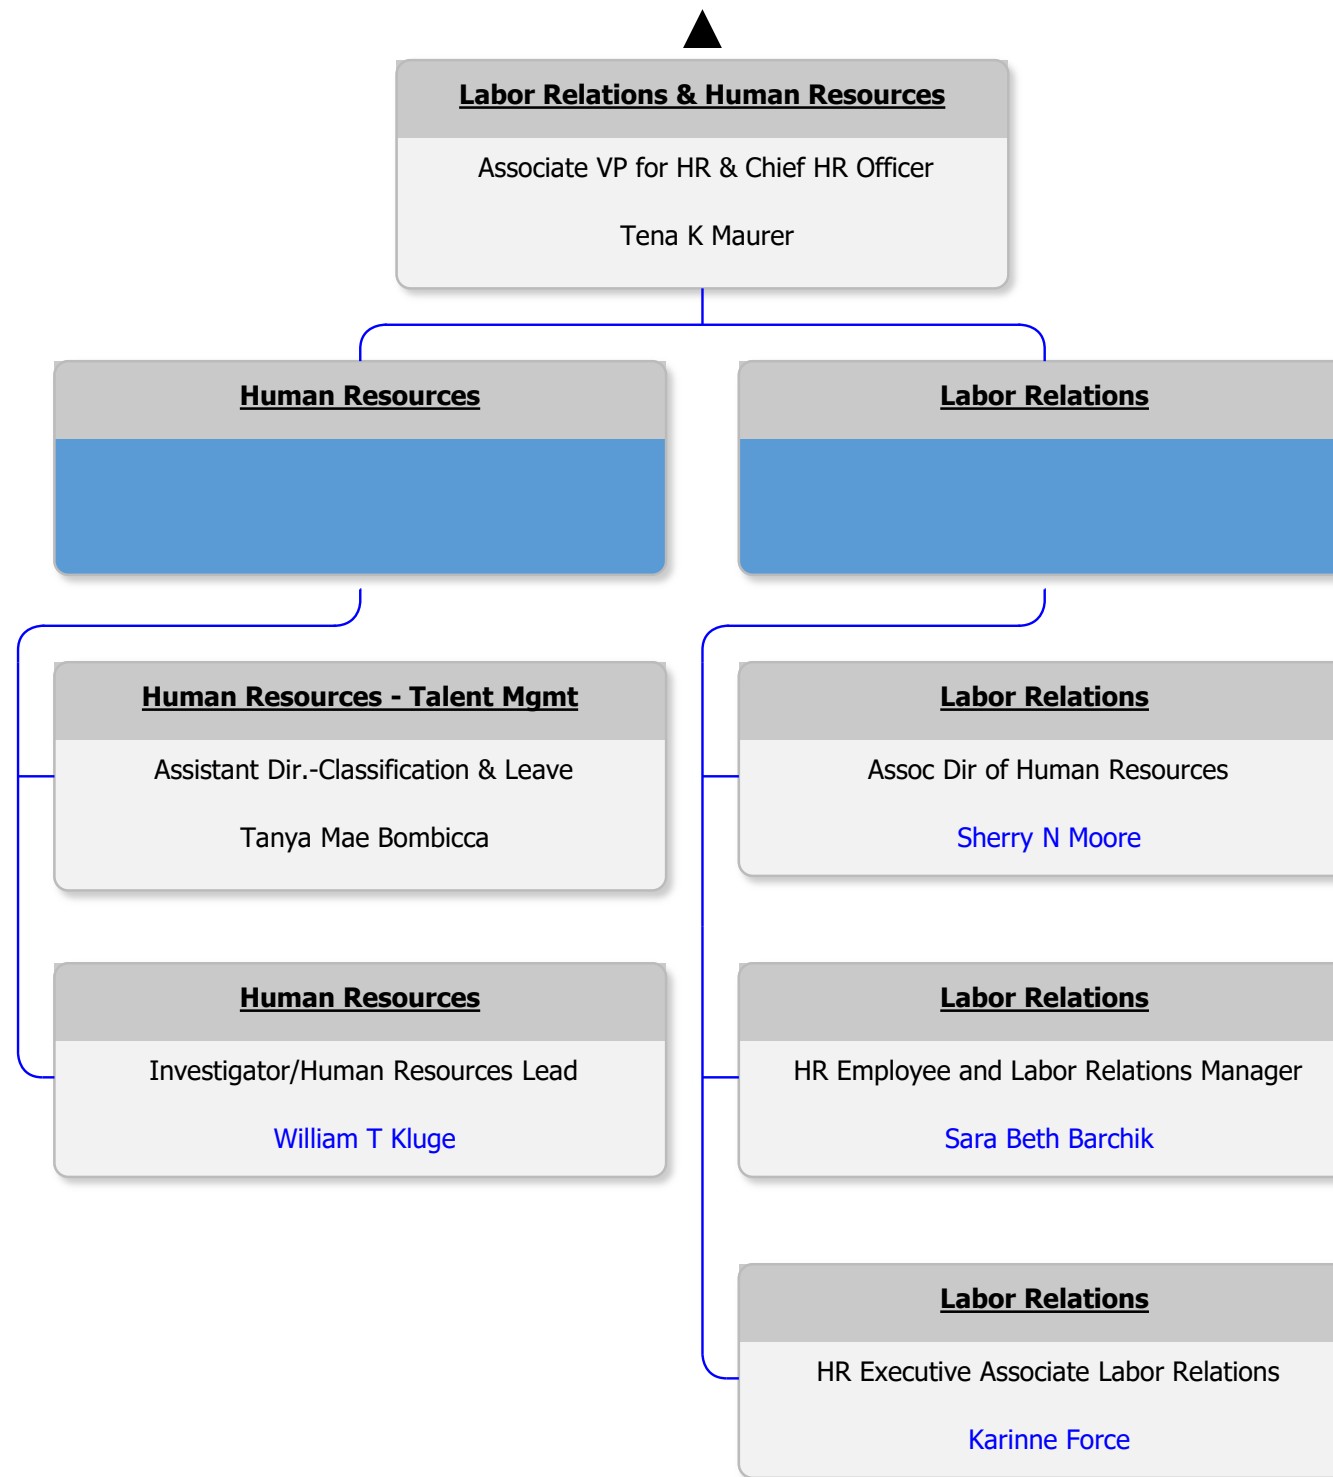 Labor Relations & Human Resources
Associate VP for HR & Chief HR Officer
Tena K Maurer
Human Resources
Labor Relations
Human Resources - Talent Mgmt
Assistant Dir.-Classification & Leave
Tanya Mae Bombicca
Labor Relations
Assoc Dir of Human Resources
Sherry N Moore
Human Resources
Investigator/Human Resources Lead
William T Kluge
Labor Relations
HR Employee and Labor Relations Manager
Sara Beth Barchik
Labor Relations
HR Executive Associate Labor Relations
Karinne Force